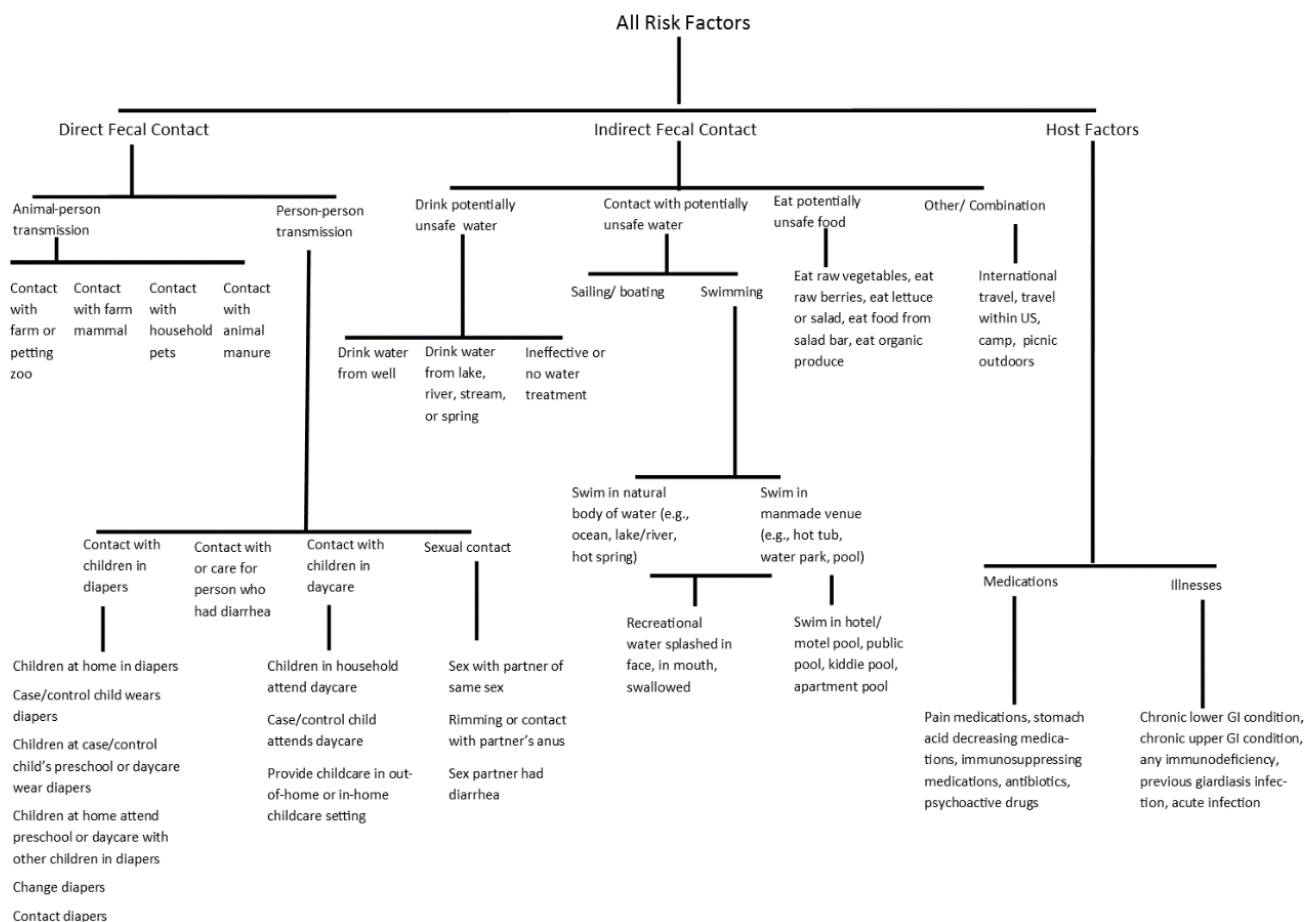 All Risk Factors
Direct Fecal Contact
Indirect Fecal Contact
Host Factors
Animal-person
transmission
Person-person
transmission
Drink potentially
unsafe water
Contact with potentially
unsafe water
Eat potentially
unsafe food
Other/ Combination
Contact
with
farm or
petting
zoo
Contact
with farm
mammal
Contact
with
household
pets
Contact
with
animal
manure
Sailing/ boating
Swimming
Eat raw vegetables, eat
raw berries, eat lettuce
or salad, eat food from
salad bar, eat organic
produce
International
travel, travel
within US,
camp, picnic
outdoors
Drink water
from well
Drink water
from lake,
river, stream,
or spring
Ineffective or
no water
treatment
Swim in natural
body of water (e.g.,
ocean, lake/river,
hot spring)
Swim in
manmade venue
(e.g., hot tub,
water park, pool)
Contact with
children in
diapers
Contact with
or care for
person who
had diarrhea
Contact with
children in
daycare
Sexual contact
Medications
Illnesses
Recreational
water splashed in
face, in mouth,
swallowed
Swim in hotel/
motel pool, public
pool, kiddie pool,
apartment pool
Children at home in diapers
Case/control child wears
diapers
Children at case/control
child's preschool or daycare
wear diapers
Children at home attend
preschool or daycare with
other children in diapers
Change diapers
Contact diapers
Children in household
attend daycare
Case/control child
attends daycare
Provide childcare in out-
of-home or in-home
childcare setting
Sex with partner of
same sex
Rimming or contact
with partner's anus
Sex partner had
diarrhea
Pain medications, stomach
acid decreasing medica-
tions, immunosuppressing
medications, antibiotics,
psychoactive drugs
Chronic lower GI condition,
chronic upper GI condition,
any immunodeficiency,
previous giardiasis infec-
tion, acute infection